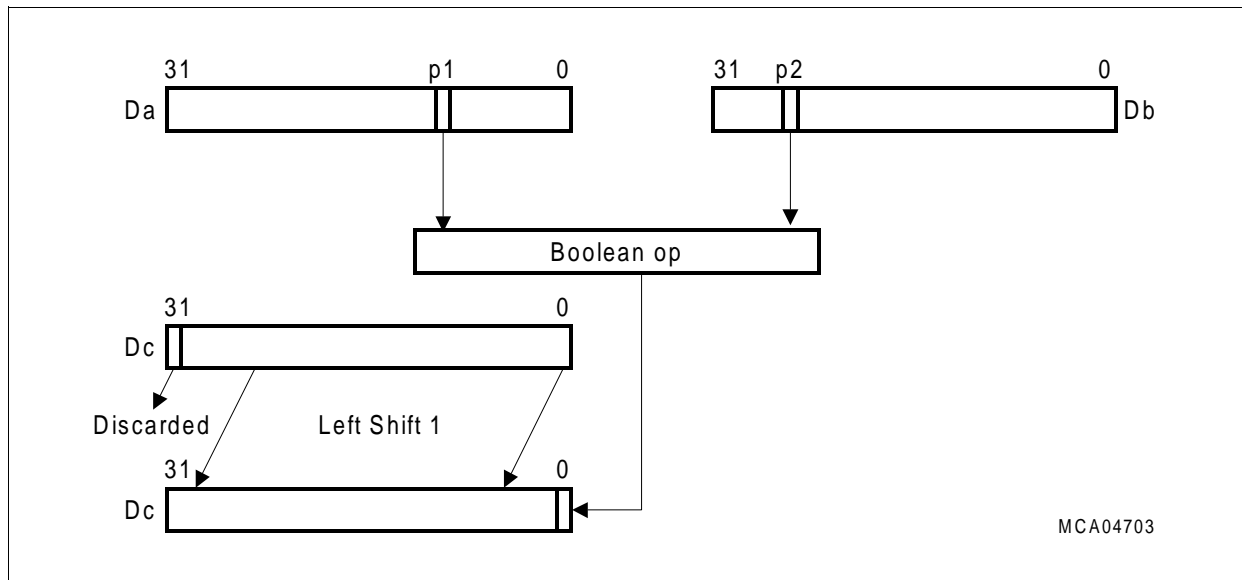 31 p1 0 31 p2 0
Da Db
Boolean op
31 0
Dc
Discarded Left Shift 1
31 0
Dc
MCA04703